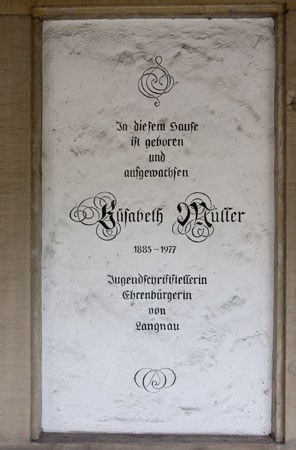 In diesem Hause
ist geboren
und
aufgewachsen
Elisabeth Müller
1885–1977
Jugendschriftstellerin
Ehrenbürgerin
von
Langnau